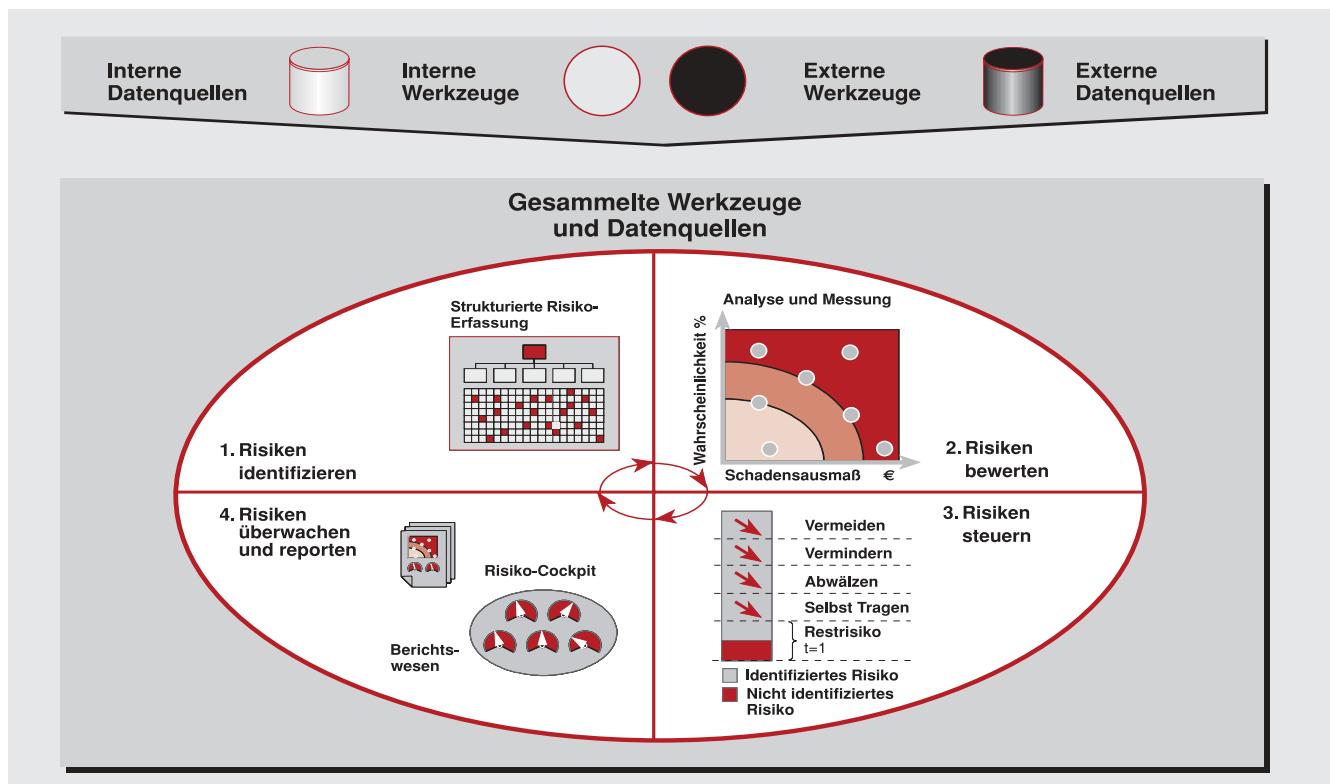 Interne
Datenquellen
Interne
Werkzeuge
Externe
Werkzeuge
Externe
Datenquellen
Gesammelte Werkzeuge
und Datenquellen
Strukturierte Risiko-
Erfassung
1. Risiken
identifizieren
Analyse und Messung
Wahrscheinlichkeit %
Schadensausmaß €
2. Risiken
bewerten
3. Risiken
steuern
Vermeiden
Vermindern
Abwälzen
Selbst Tragen
Restrisiko
t=1
Identifiziertes Risiko
Nicht identifiziertes
Risiko
4. Risiken
überwachen
und reporten
Risiko-Cockpit
Berichts-
wesen